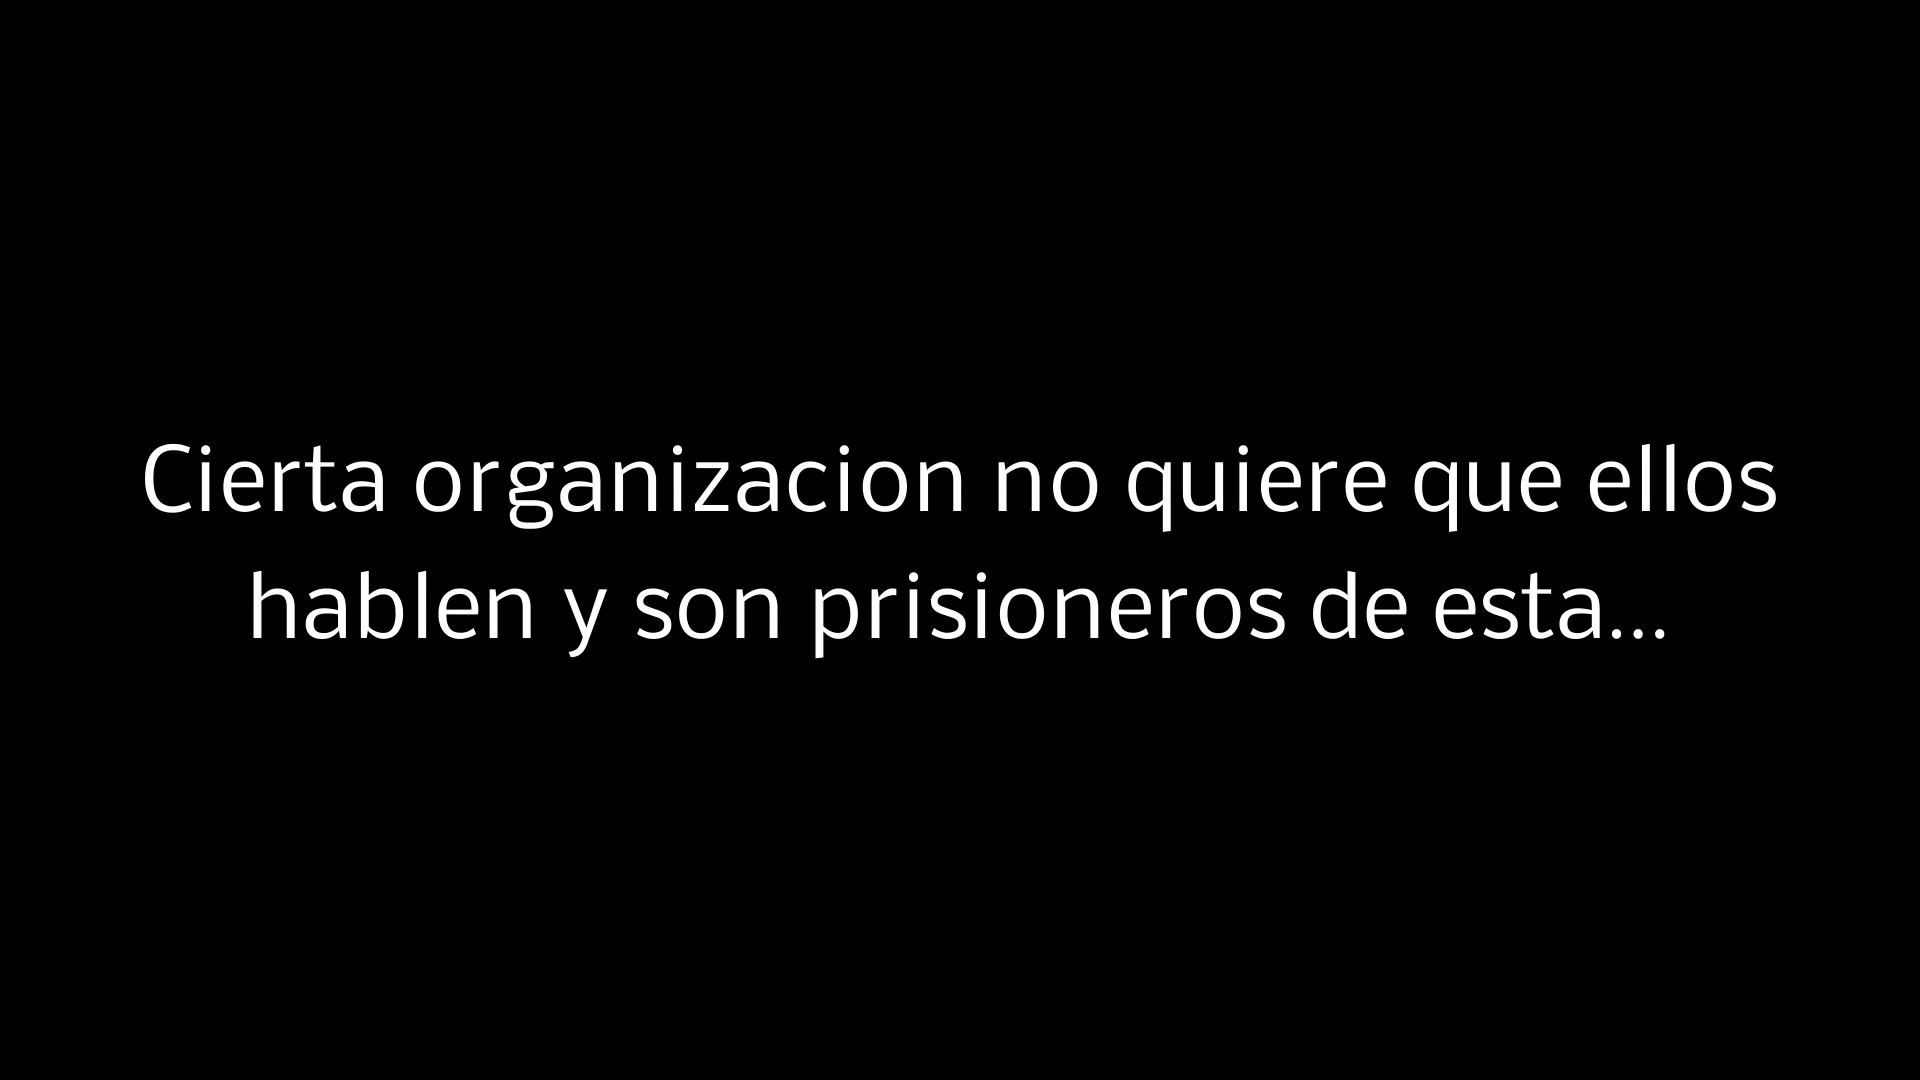 Cierta organizacion no quiere que ellos
hablen y son prisioneros de esta...